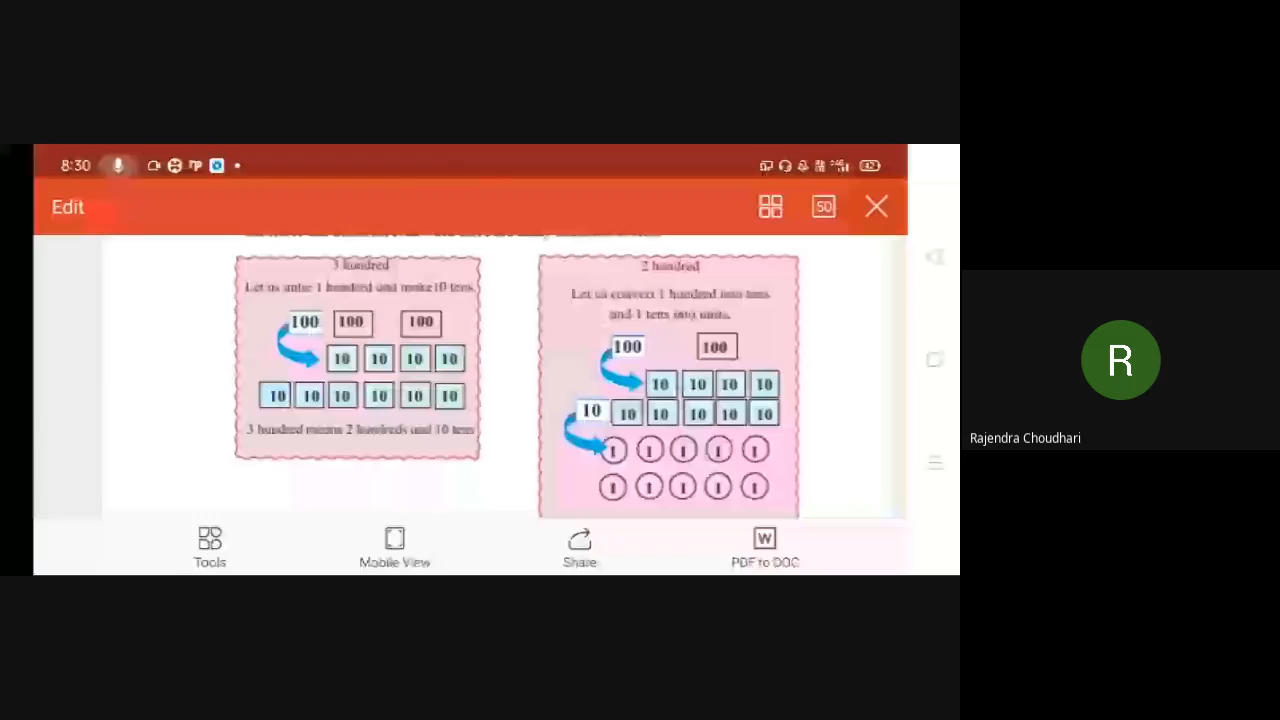 8:30
Edit
50
3 hundred
Let us untie 1 hundred and make 10 tens.
100 100 100
10 10 10 10
10 10 10 10 10 10
3 hundred means 2 hundreds and 10 tens
2 hundred
Let us convert 1 hundred into tens
and 1 tens into units.
100 100
10 10 10 10
10 10 10 10 10 10
1 1 1 1 1
1 1 1 1 1
Tools
Mobile View
Share
W
PDF to DOC
R
Rajendra Choudhari